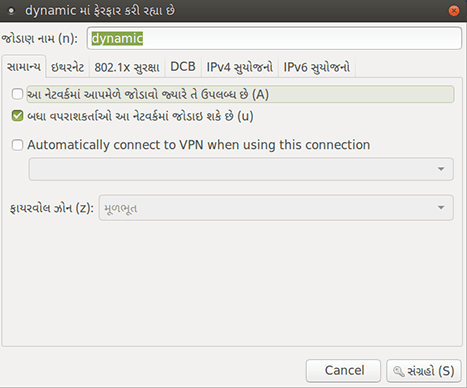 dynamic માં ફેરફાર કરી રહ્યા છે
જોડાણ નામ (n): dynamic
સામાન્ય ઇથરનેટ 802.1x સુરક્ષા DCB IPv4 સુયોજનો IPv6 સુયોજનો
આ નેટવર્કમાં આપમેળે જોડાવો જ્યારે તે ઉપલબ્ધ છે (A)
બધા વપરાશકર્તાઓ આ નેટવર્કમાં જોડાઇ શકે છે (u)
Automatically connect to VPN when using this connection
ફાયરવોલ ઝોન (z): મૂળભૂત
Cancel સંગ્રહો (S)